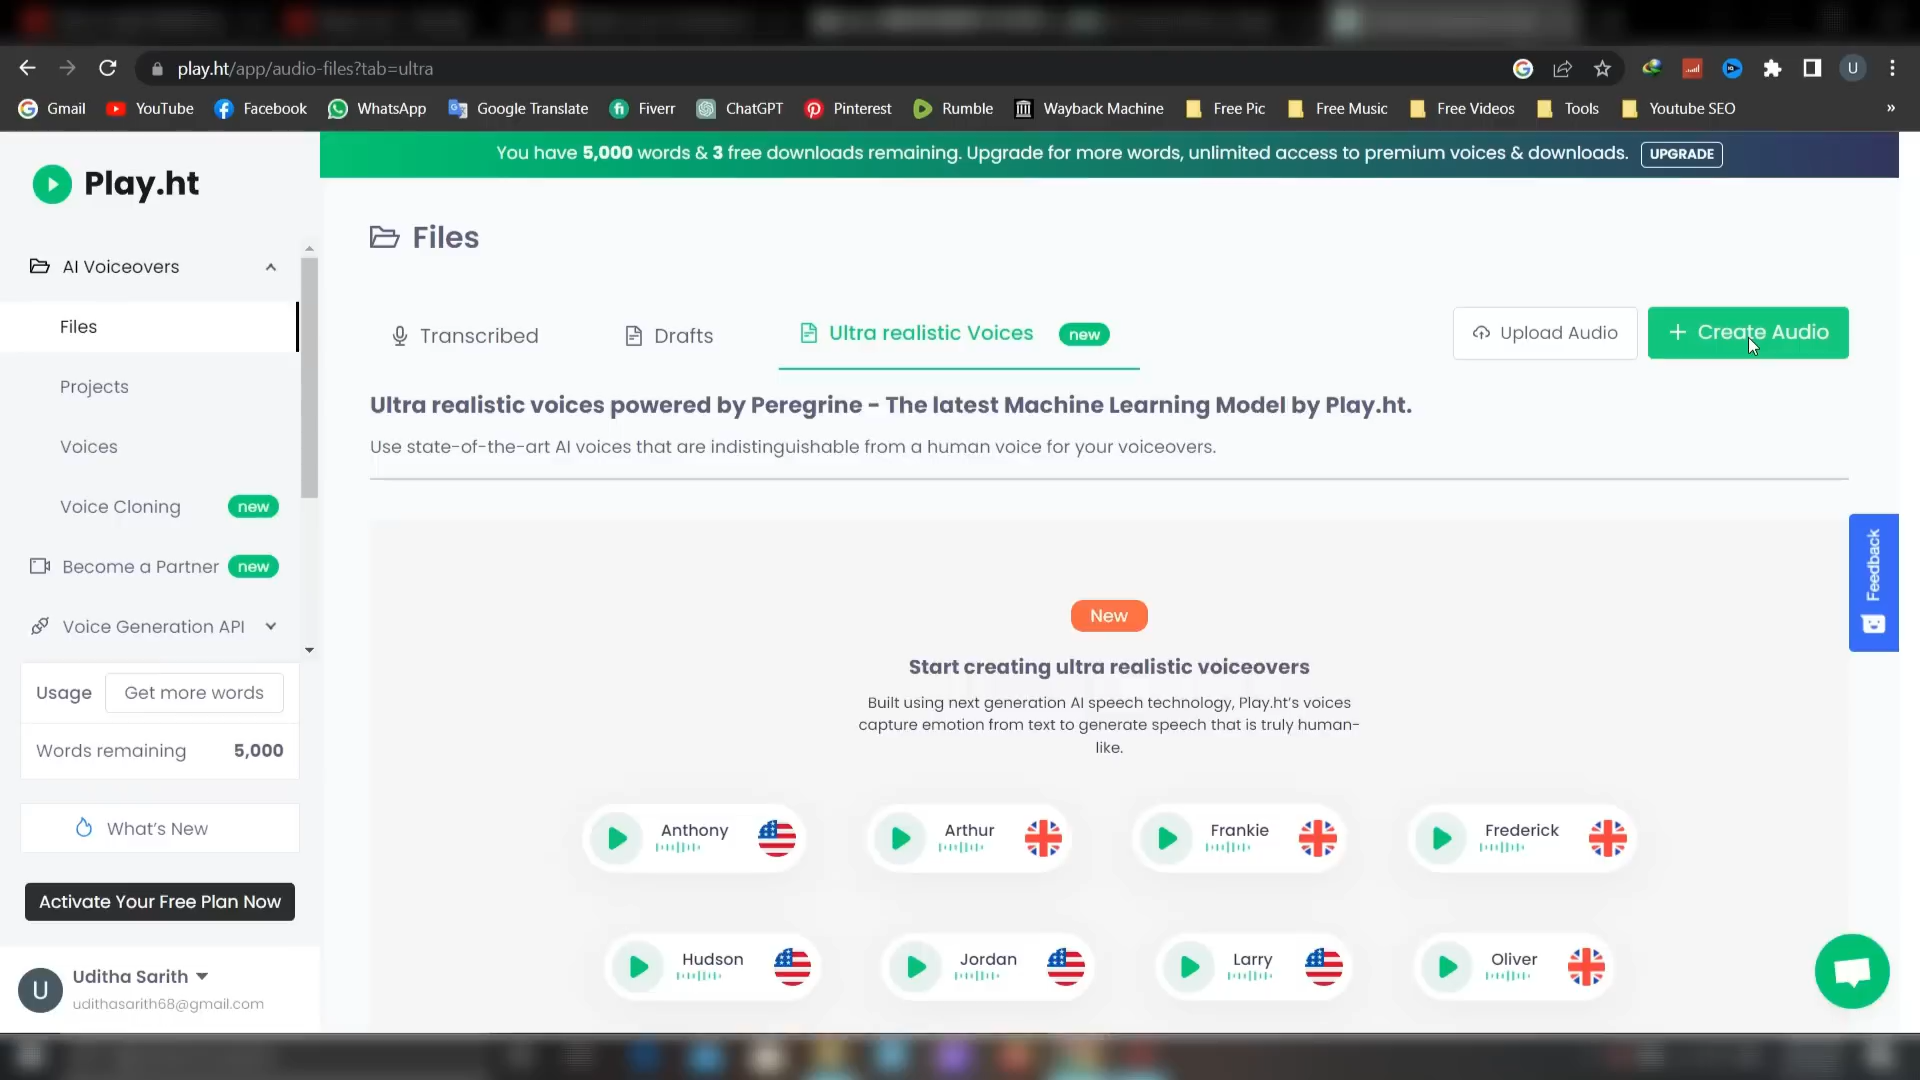 play.ht/app/audio-files?tab=ultra
U
Gmail
YouTube
Facebook
WhatsApp
Google Translate
Fiverr
ChatGPT
Pinterest
Rumble
Wayback Machine
Free Pic
Free Music
Free Videos
Tools
Youtube SEO
»
You have 5,000 words & 3 free downloads remaining. Upgrade for more words, unlimited access to premium voices & downloads.
UPGRADE
Play.ht
AI Voiceovers
Files
Projects
Voices
Voice Cloning new
Become a Partner new
Voice Generation API
Usage
Get more words
Words remaining 5,000
What's New
Activate Your Free Plan Now
U
Uditha Sarith
udithasarith68@gmail.com
Files
Transcribed
Drafts
Ultra realistic Voices new
Upload Audio
+ Create Audio
Ultra realistic voices powered by Peregrine - The latest Machine Learning Model by Play.ht.
Use state-of-the-art AI voices that are indistinguishable from a human voice for your voiceovers.
New
Start creating ultra realistic voiceovers
Built using next generation AI speech technology, Play.ht's voices
capture emotion from text to generate speech that is truly human-
like.
Anthony
Arthur
Frankie
Frederick
Hudson
Jordan
Larry
Oliver
Feedback